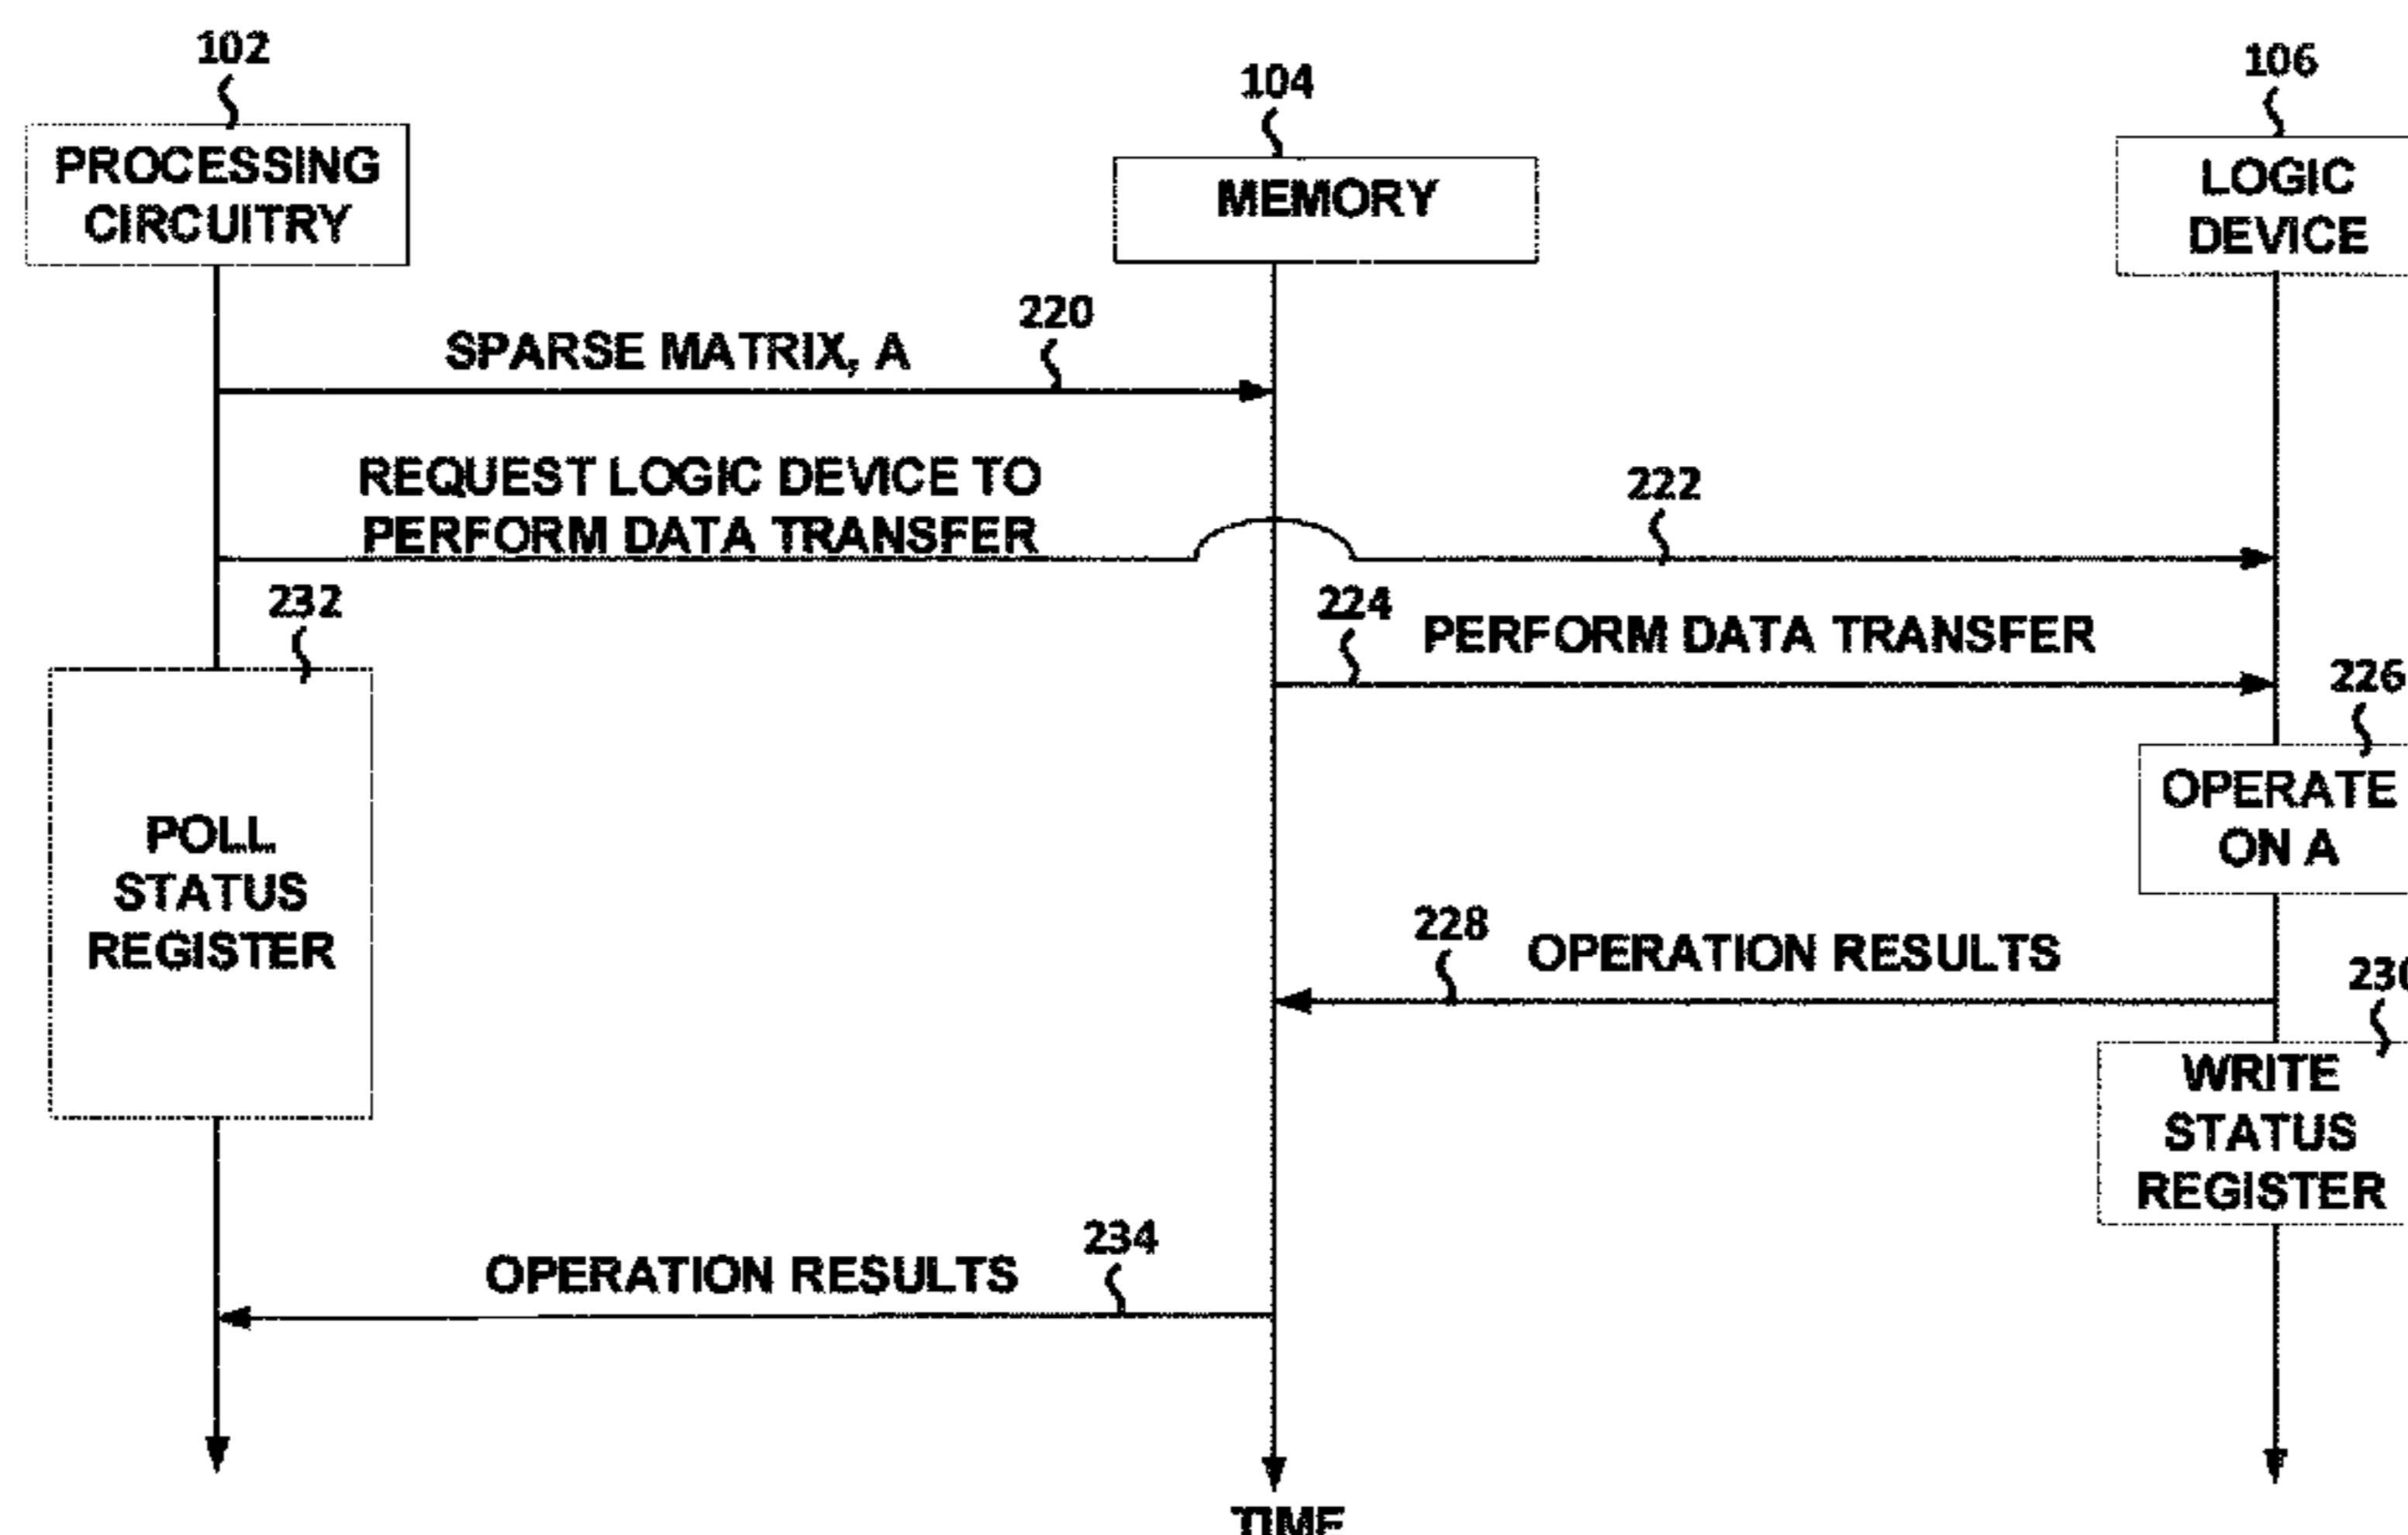 102
104
106
PROCESSING
CIRCUITRY
MEMORY
LOGIC
DEVICE
220
SPARSE MATRIX, A
REQUEST LOGIC DEVICE TO
PERFORM DATA TRANSFER
222
232
224
PERFORM DATA TRANSFER
226
POLL
STATUS
REGISTER
OPERATE
ON A
228
OPERATION RESULTS
230
WRITE
STATUS
REGISTER
234
OPERATION RESULTS
TIME